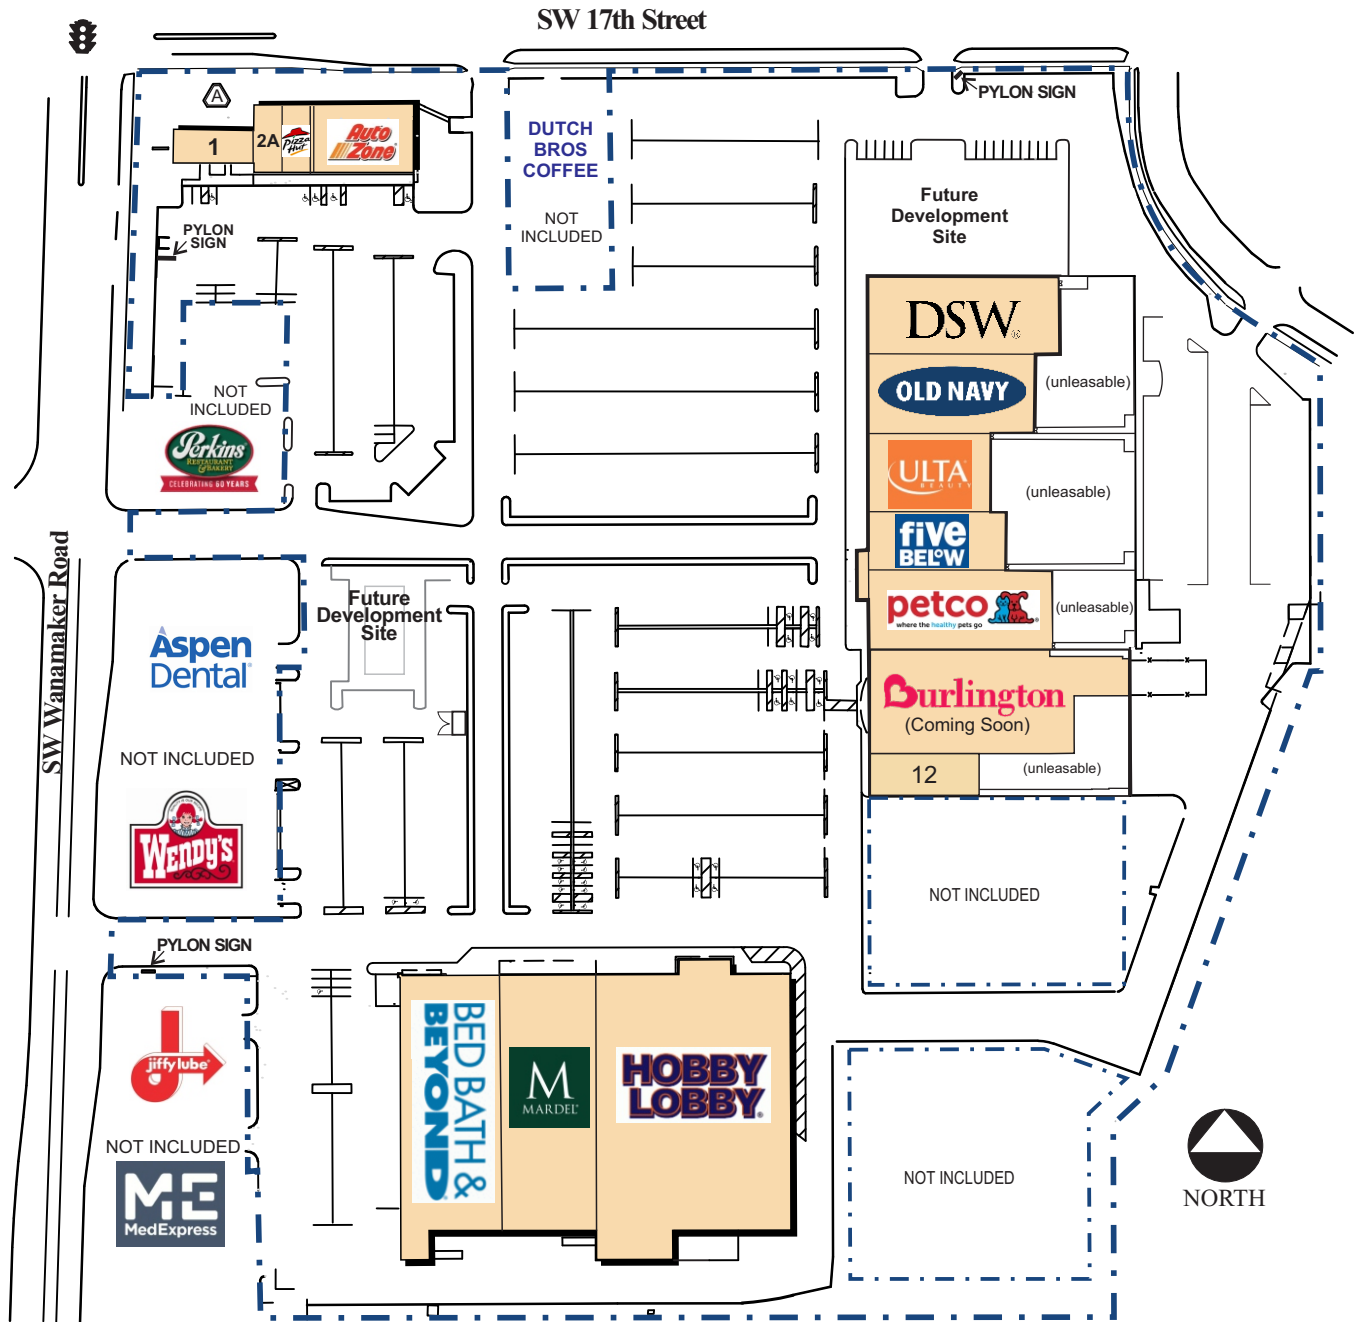 SW 17th Street
PYLON SIGN
A
1
2A
Pizza
Hut
Auto
Zone
DUTCH
BROS
COFFEE
NOT
INCLUDED
Future
Development
Site
PYLON
SIGN
DSW
OLD NAVY
(unleasable)
NOT
INCLUDED
Perkins
RESTAURANT
& BAKERY
CELEBRATING 60 YEARS
ULTA
BEAUTY
(unleasable)
five
BELOW
SW Wanamaker Road
Future
Development
Site
petco
where the healthy pets go
(unleasable)
Aspen
Dental
Burlington
(Coming Soon)
NOT INCLUDED
12
(unleasable)
WENDY'S
NOT INCLUDED
PYLON SIGN
jiffy lube
BED BATH &
BEYOND
M
MARDEL
HOBBY
LOBBY
NOT INCLUDED
ME
MedExpress
NOT INCLUDED
NORTH